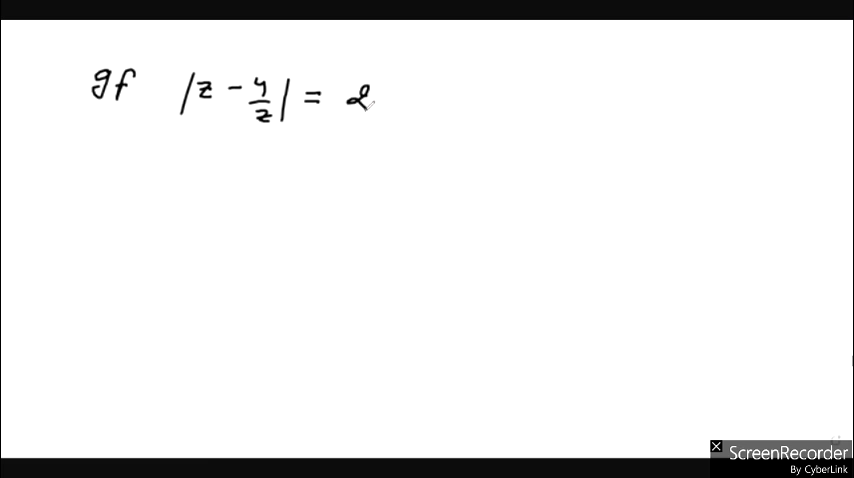 If |z - 4/z| = 2
ScreenRecorder
By CyberLink